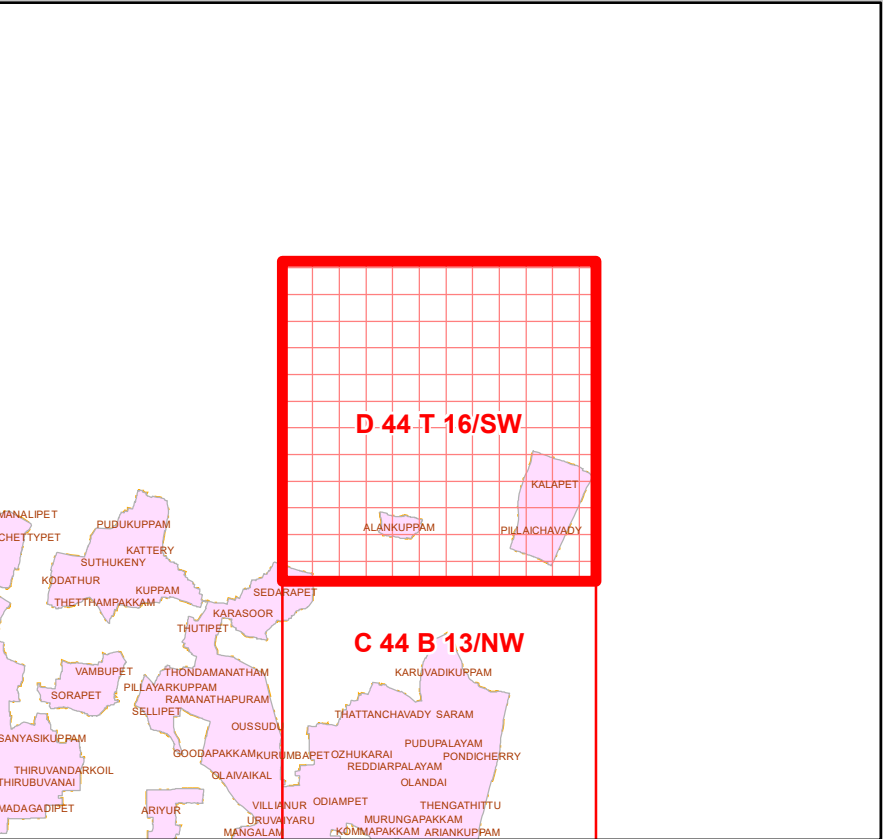 D 44 T 16/SW
KALAPET
MANALIPET
PUDUKUPPAM
ALANKUPPAM
PILLAICHAVADY
CHETTYPET
KATTERY
SUTHUKENY
KODATHUR
KUPPAM
SEDARAPET
THETTHAMPAKKAM
KARASOOR
THUTIPET
C 44 B 13/NW
VAMBUPET
THONDAMANATHAM
KARUVADIKUPPAM
PILLAYARKUPPAM
SORAPET
RAMANATHAPURAM
SELLIPET
THATTANCHAVADY SARAM
OUSSUDU
SANYASIKUPPAM
PUDUPALAYAM
GOODAPAKKAM KURUMBAPET OZHUKARAI
PONDICHERRY
REDDIARPALAYAM
THIRUVANDARKOIL
OLAIVAIKAL
THIRUBUVANAI
OLANDAI
MADAGADIPET
ARIYUR
VILLIANUR
ODIAMPET
THENGATHITTU
URUVAIYARU
MURUNGAPAKKAM
MANGALAM
KOMMAPAKKAM ARIANKUPPAM